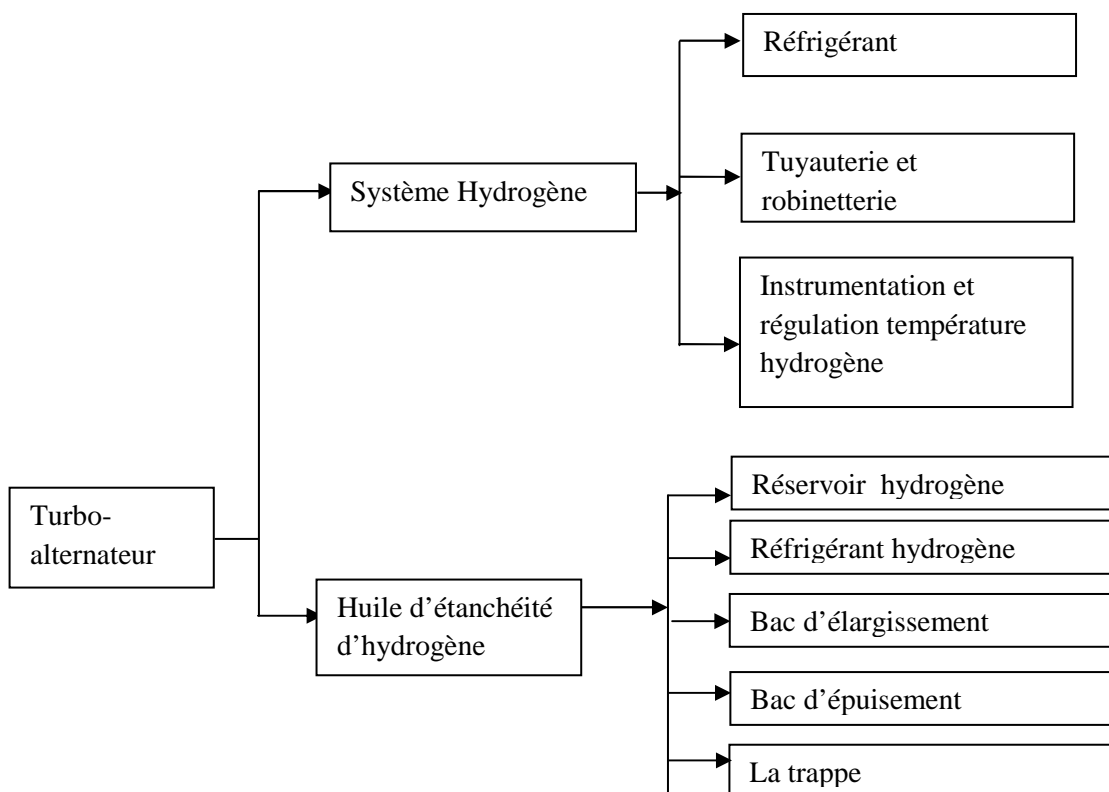 Réfrigérant
Tuyauterie et
robinetterie
Système Hydrogène
Instrumentation et
régulation température
hydrogène
Turbo-
alternateur
Réservoir hydrogène
Réfrigérant hydrogène
Huile d'étanchéité
d'hydrogène
Bac d'élargissement
Bac d'épuisement
La trappe